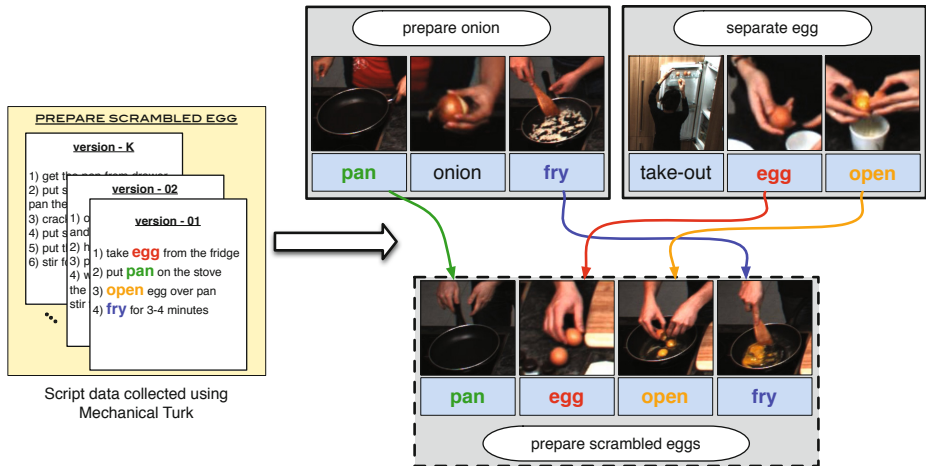 PREPARE SCRAMBLED EGG
version - K
1) get the pan from drawer
2) put s
pan the
3) crac
4) put s
5) put t
6) stir f
version - 02
1) o
and
2) h
3) p
4) w
the
stir
version - 01
1) take egg from the fridge
2) put pan on the stove
3) open egg over pan
4) fry for 3-4 minutes
Script data collected using
Mechanical Turk
prepare onion
pan onion fry
separate egg
take-out egg open
pan egg open fry
prepare scrambled eggs